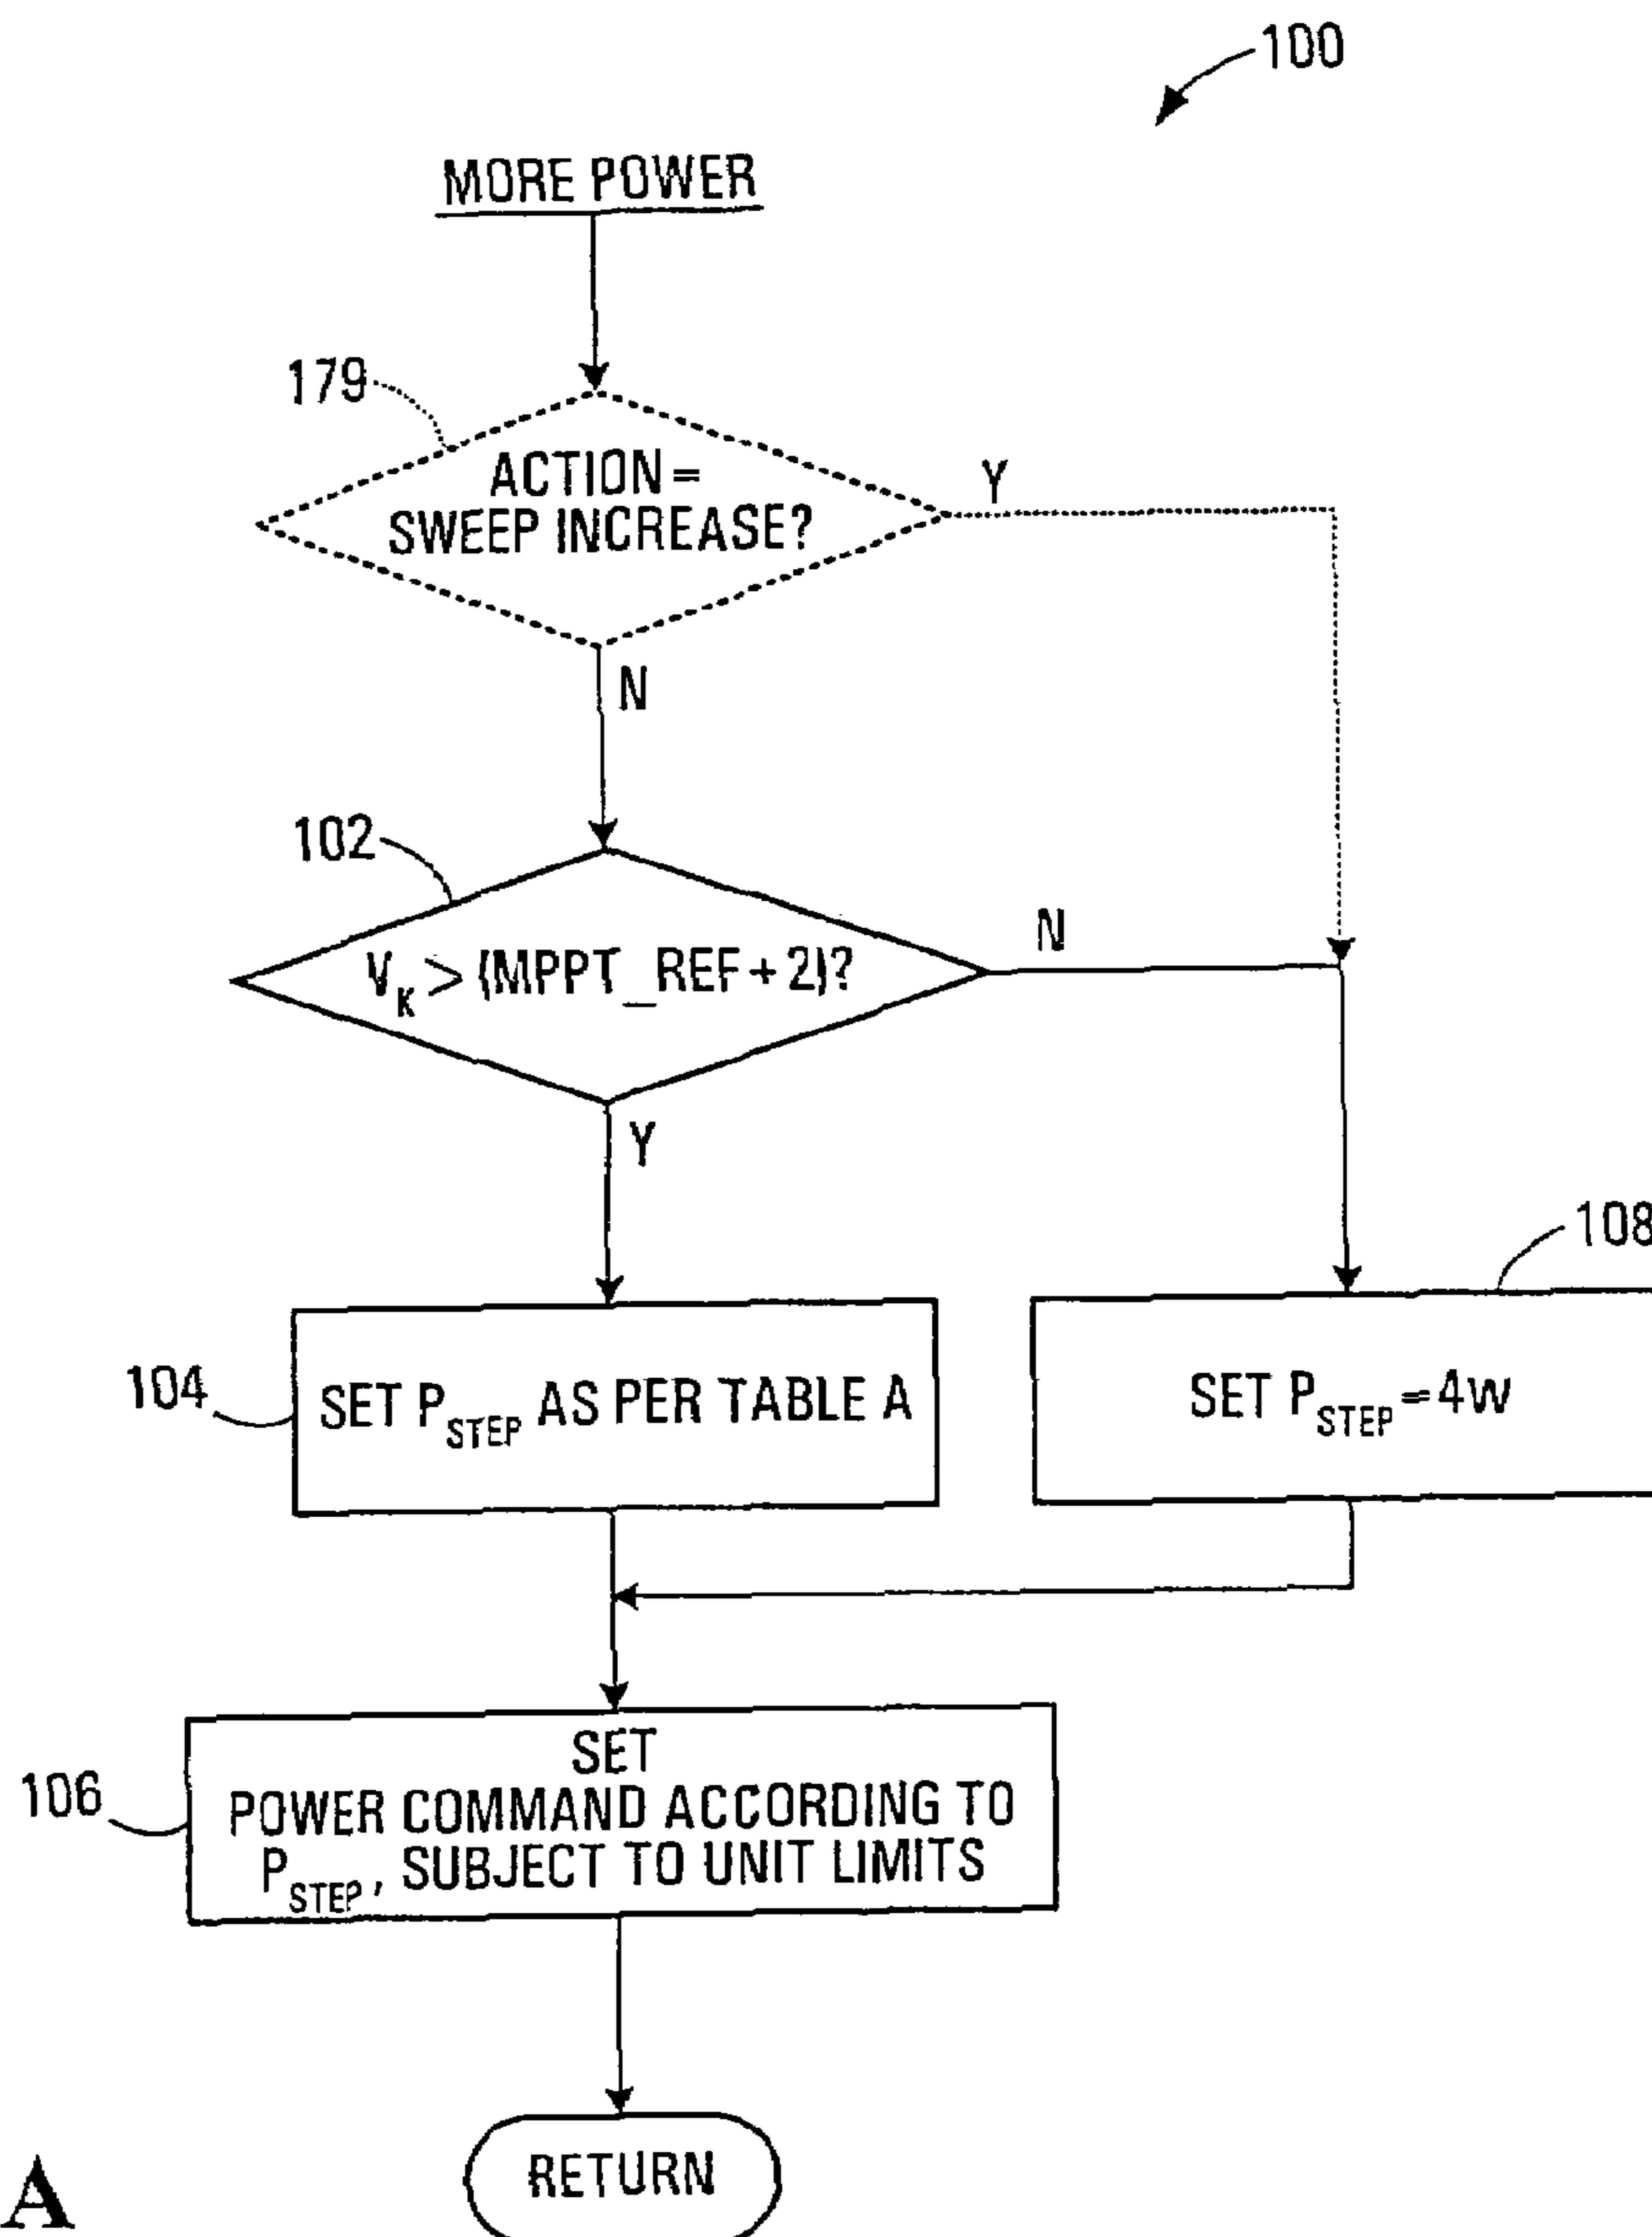 100
MORE POWER
179
ACTION =
SWEEP INCREASE?
Y
N
102
V_K > (MPPT_REF + 2)?
N
Y
108
104
SET P_STEP AS PER TABLE A
SET P_STEP = 4W
106
SET
POWER COMMAND ACCORDING TO
P_STEP, SUBJECT TO UNIT LIMITS
RETURN
A